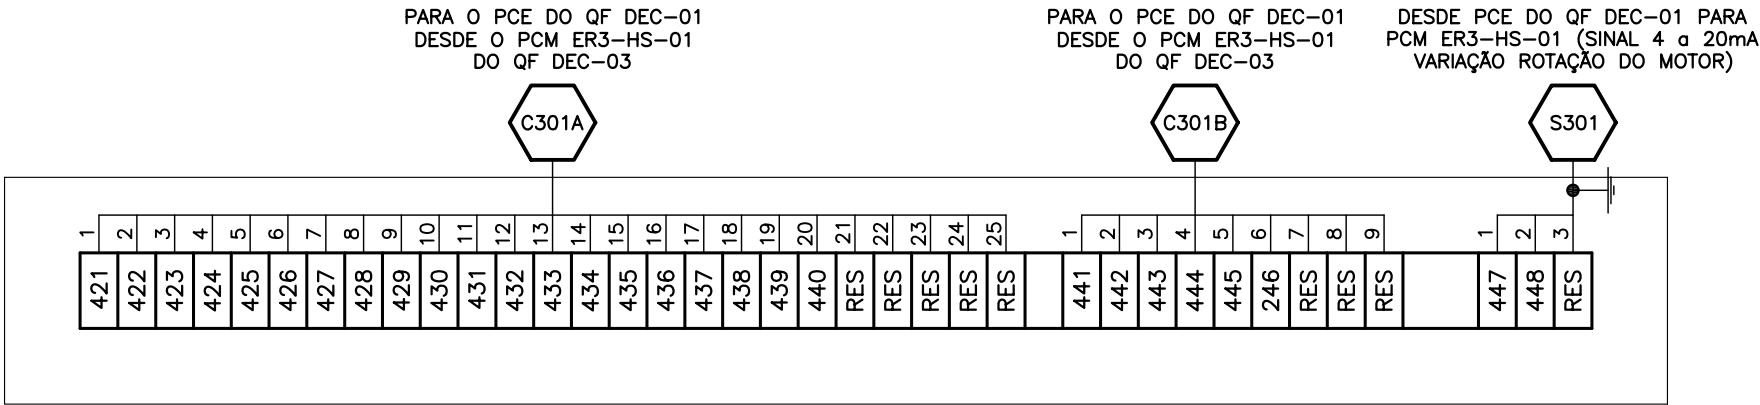 PARA O PCE DO QF DEC-01
DESDE O PCM ER3-HS-01
DO QF DEC-03
PARA O PCE DO QF DEC-01
DESDE O PCM ER3-HS-01
DO QF DEC-03
DESDE PCE DO QF DEC-01 PARA
PCM ER3-HS-01 (SINAL 4 a 20mA
VARIAÇÃO ROTAÇÃO DO MOTOR)
C301A
C301B
S301
1 2 3 4 5 6 7 8 9 10 11 12 13 14 15 16 17 18 19 20 21 22 23 24 25
1 2 3 4 5 6 7 8 9
1 2 3
421 422 423 424 425 426 427 428 429 430 431 432 433 434 435 436 437 438 439 440 RES RES RES RES RES
441 442 443 444 445 246 RES RES RES
447 448 RES